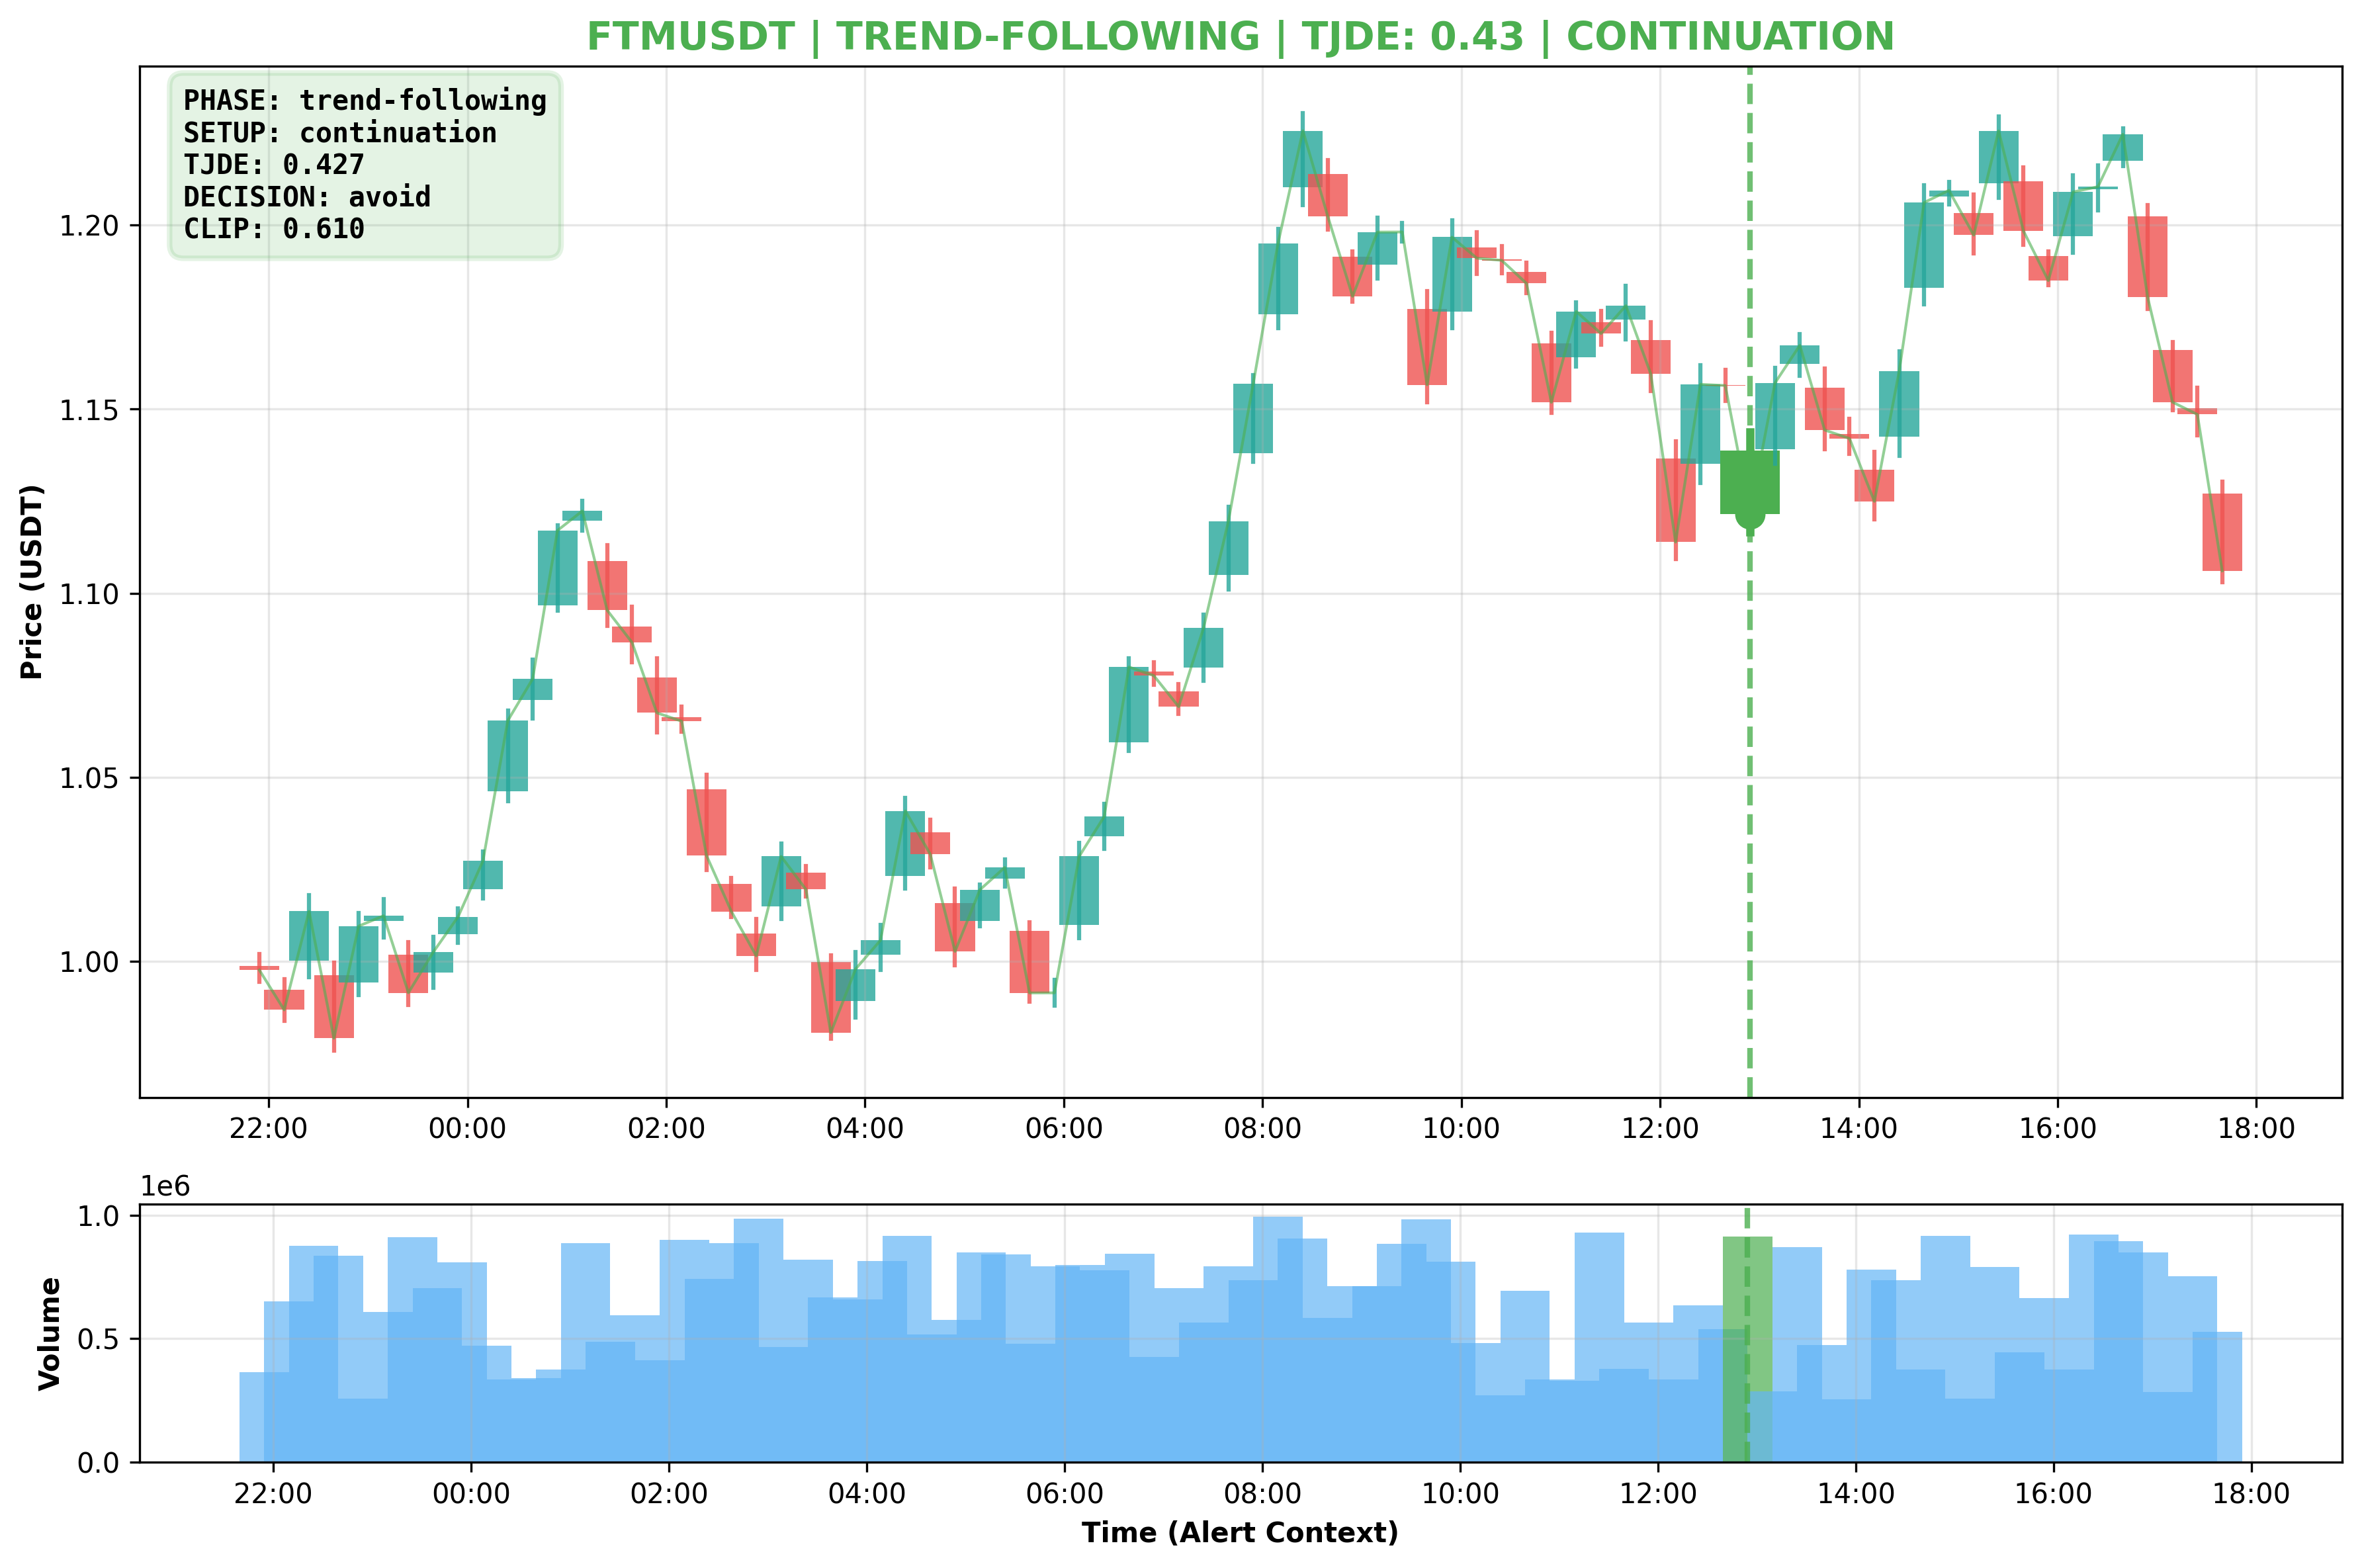 FTMUSDT | TREND-FOLLOWING | TJDE: 0.43 | CONTINUATION
PHASE: trend-following
SETUP: continuation
TJDE: 0.427
DECISION: avoid
CLIP: 0.610
Price (USDT)
1.20
1.15
1.10
1.05
1.00
22:00 00:00 02:00 04:00 06:00 08:00 10:00 12:00 14:00 16:00 18:00
1e6
Volume
1.0
0.5
0.0
22:00 00:00 02:00 04:00 06:00 08:00 10:00 12:00 14:00 16:00 18:00
Time (Alert Context)